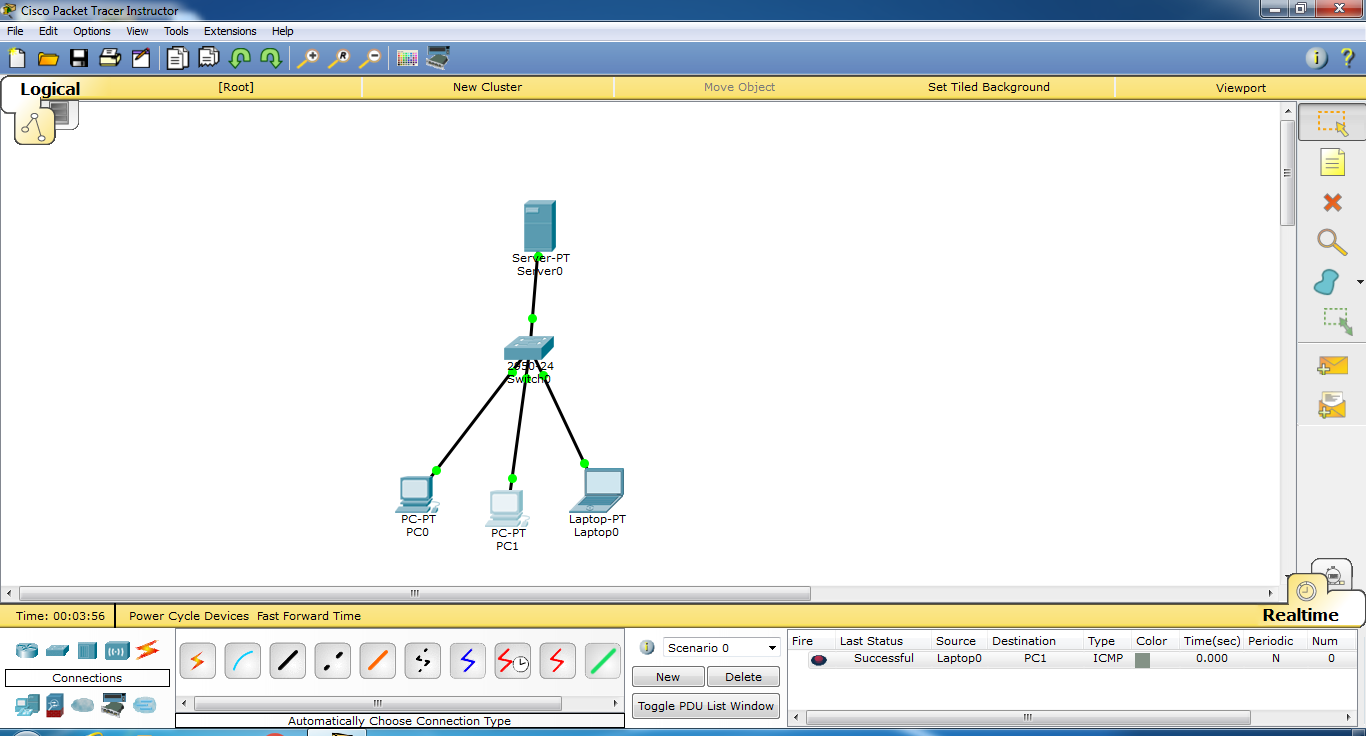 Cisco Packet Tracer Instructor
File Edit Options View Tools Extensions Help
Logical [Root] New Cluster Move Object Set Tiled Background Viewport
Server-PT
Server0
2950-24
Switch0
PC-PT
PC0
PC-PT
PC1
Laptop-PT
Laptop0
Time: 00:03:56 Power Cycle Devices Fast Forward Time Realtime
Connections
Automatically Choose Connection Type
Scenario 0
New Delete
Toggle PDU List Window
Fire Last Status Source Destination Type Color Time(sec) Periodic Num
Successful Laptop0 PC1 ICMP 0.000 N 0